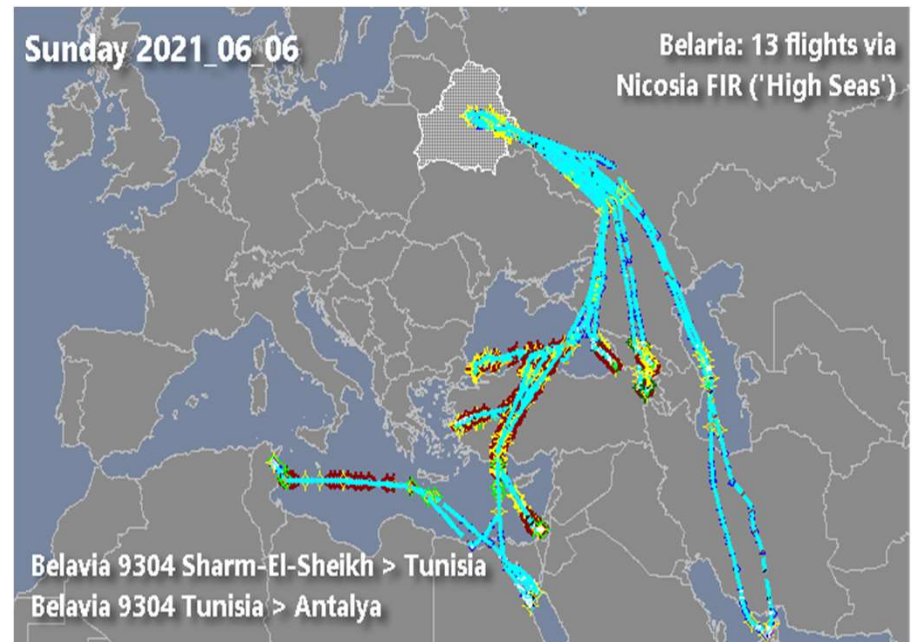 Sunday 2021_06_06
Belaria: 13 flights via
Nicosia FIR ('High Seas')
Belavia 9304 Sharm-El-Sheikh > Tunisia
Belavia 9304 Tunisia > Antalya